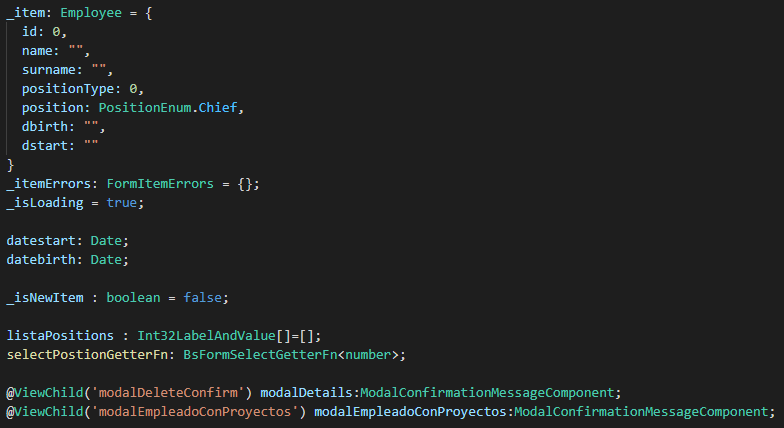 _item: Employee = {
id: 0,
name: "",
surname: "",
positionType: 0,
position: PositionEnum.Chief,
dbirth: "",
dstart: ""
}
_itemErrors: FormItemErrors = {};
_isLoading = true;
datestart: Date;
datebirth: Date;
_isNewItem : boolean = false;
listaPositions : Int32LabelAndValue[]=[];
selectPostionGetterFn: BsFormSelectGetterFn<number>;
@ViewChild('modalDeleteConfirm') modalDetails:ModalConfirmationMessageComponent;
@ViewChild('modalEmpleadoConProyectos') modalEmpleadoConProyectos:ModalConfirmationMessageComponent;